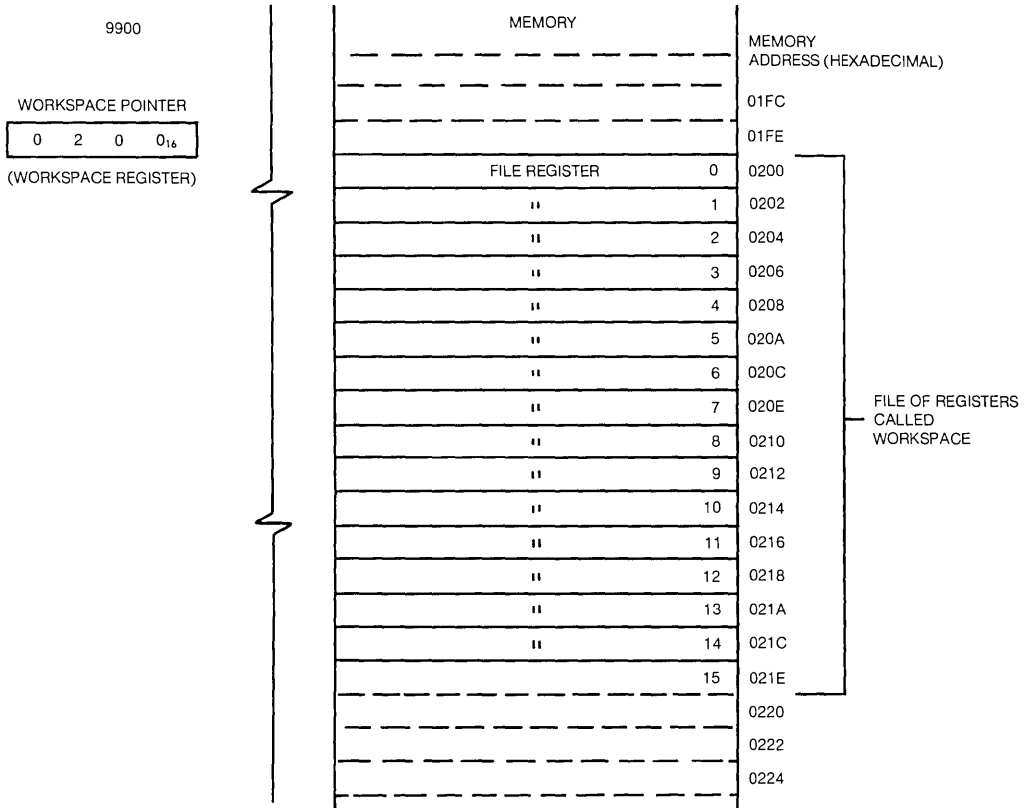 9900
MEMORY
MEMORY
ADDRESS (HEXADECIMAL)
WORKSPACE POINTER
0 2 0 0₁₆
(WORKSPACE REGISTER)
01FC
01FE
FILE REGISTER 0 0200
" 1 0202
" 2 0204
" 3 0206
" 4 0208
" 5 020A
" 6 020C
" 7 020E
" 8 0210
" 9 0212
" 10 0214
" 11 0216
" 12 0218
" 13 021A
" 14 021C
15 021E
0220
0222
0224
FILE OF REGISTERS
CALLED
WORKSPACE